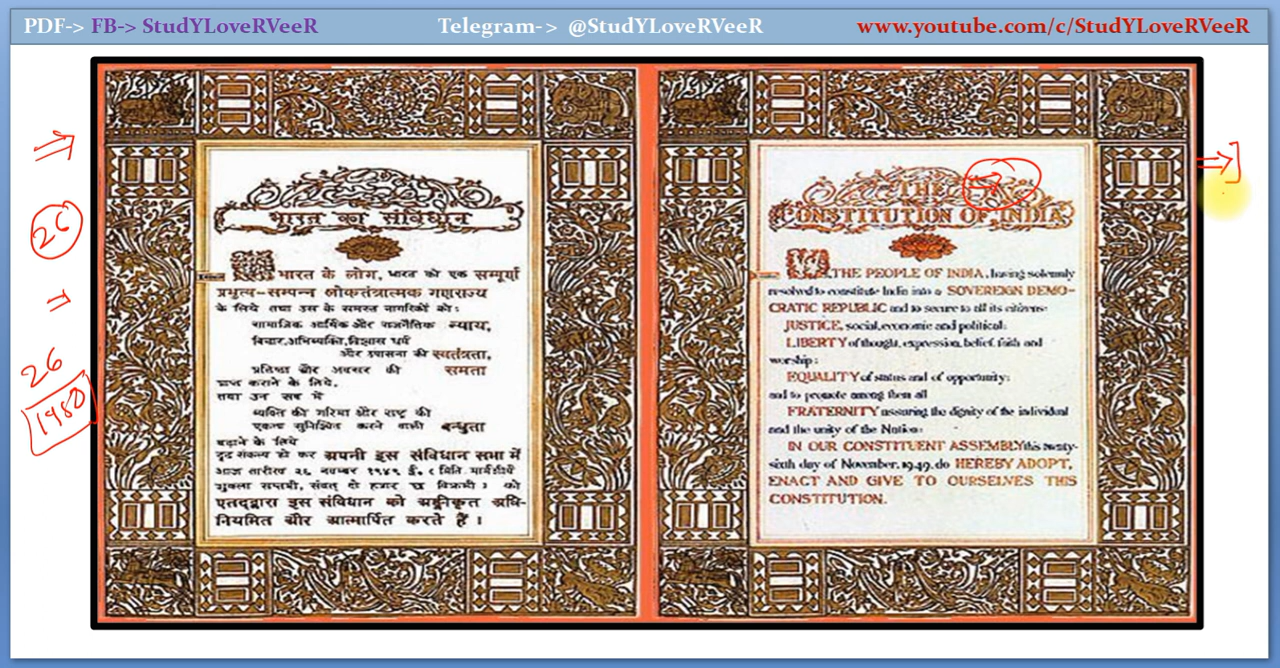 PDF-> FB-> StudYLoveRVeeR
Telegram-> @StudYLoveRVeeR
www.youtube.com/c/StudYLoveRVeeR
भारत का संविधान
भारत के लोग, भारत को एक सम्पूर्ण
प्रभुत्व-सम्पन्न लोकतंत्रात्मक गणराज्य
के लिये तथा उस के समस्त नागरिकों को:
सामाजिक आर्थिक और राजनैतिक न्याय,
विचार, अभिव्यक्ति, विश्वास धर्म
और उपासना की स्वतंत्रता,
प्रतिष्ठा और अवसर की समता
प्राप्त कराने के लिये,
तथा उन सब में
व्यक्ति की गरिमा और राष्ट्र की
एकता सुनिश्चित करने वाली बन्धुता
बढ़ाने के लिये
दृढ़ संकल्प हो कर अपनी इस संविधान सभा में
आज तारीख २६ नवम्बर १९४९ ई. ( मिति मार्गशीर्ष
शुक्ला सप्तमी, संवत् दो हजार छ विक्रमी ) को
एतद्द्वारा इस संविधान को अङ्गीकृत अधि-
नियमित और आत्मार्पित करते हैं ।
THE
CONSTITUTION OF INDIA
WE, THE PEOPLE OF INDIA, having solemnly
resolved to constitute India into a SOVEREIGN DEMO-
CRATIC REPUBLIC and to secure to all its citizens:
JUSTICE, social, economic and political;
LIBERTY of thought, expression, belief, faith and
worship;
EQUALITY of status and of opportunity;
and to promote among them all
FRATERNITY assuring the dignity of the individual
and the unity of the Nation;
IN OUR CONSTITUENT ASSEMBLY this twenty-
sixth day of November, 1949, do HEREBY ADOPT,
ENACT AND GIVE TO OURSELVES THIS
CONSTITUTION.
26
26
1950